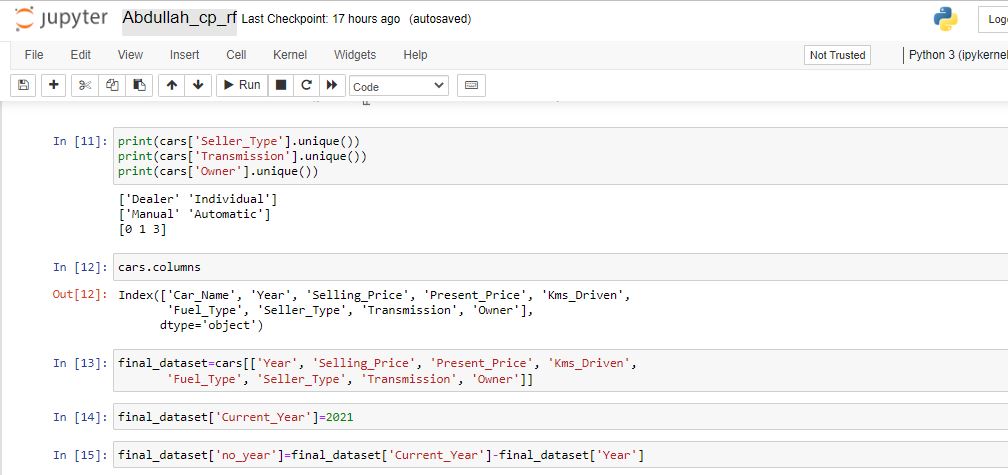 jupyter Abdullah_cp_rf Last Checkpoint: 17 hours ago (autosaved)
File Edit View Insert Cell Kernel Widgets Help Not Trusted Python 3 (ipykernel
Run Code
In [11]: print(cars['Seller_Type'].unique())
print(cars['Transmission'].unique())
print(cars['Owner'].unique())
['Dealer' 'Individual']
['Manual' 'Automatic']
[0 1 3]
In [12]: cars.columns
Out[12]: Index(['Car_Name', 'Year', 'Selling_Price', 'Present_Price', 'Kms_Driven',
'Fuel_Type', 'Seller_Type', 'Transmission', 'Owner'],
dtype='object')
In [13]: final_dataset=cars[['Year', 'Selling_Price', 'Present_Price', 'Kms_Driven',
'Fuel_Type', 'Seller_Type', 'Transmission', 'Owner']]
In [14]: final_dataset['Current_Year']=2021
In [15]: final_dataset['no_year']=final_dataset['Current_Year']-final_dataset['Year']